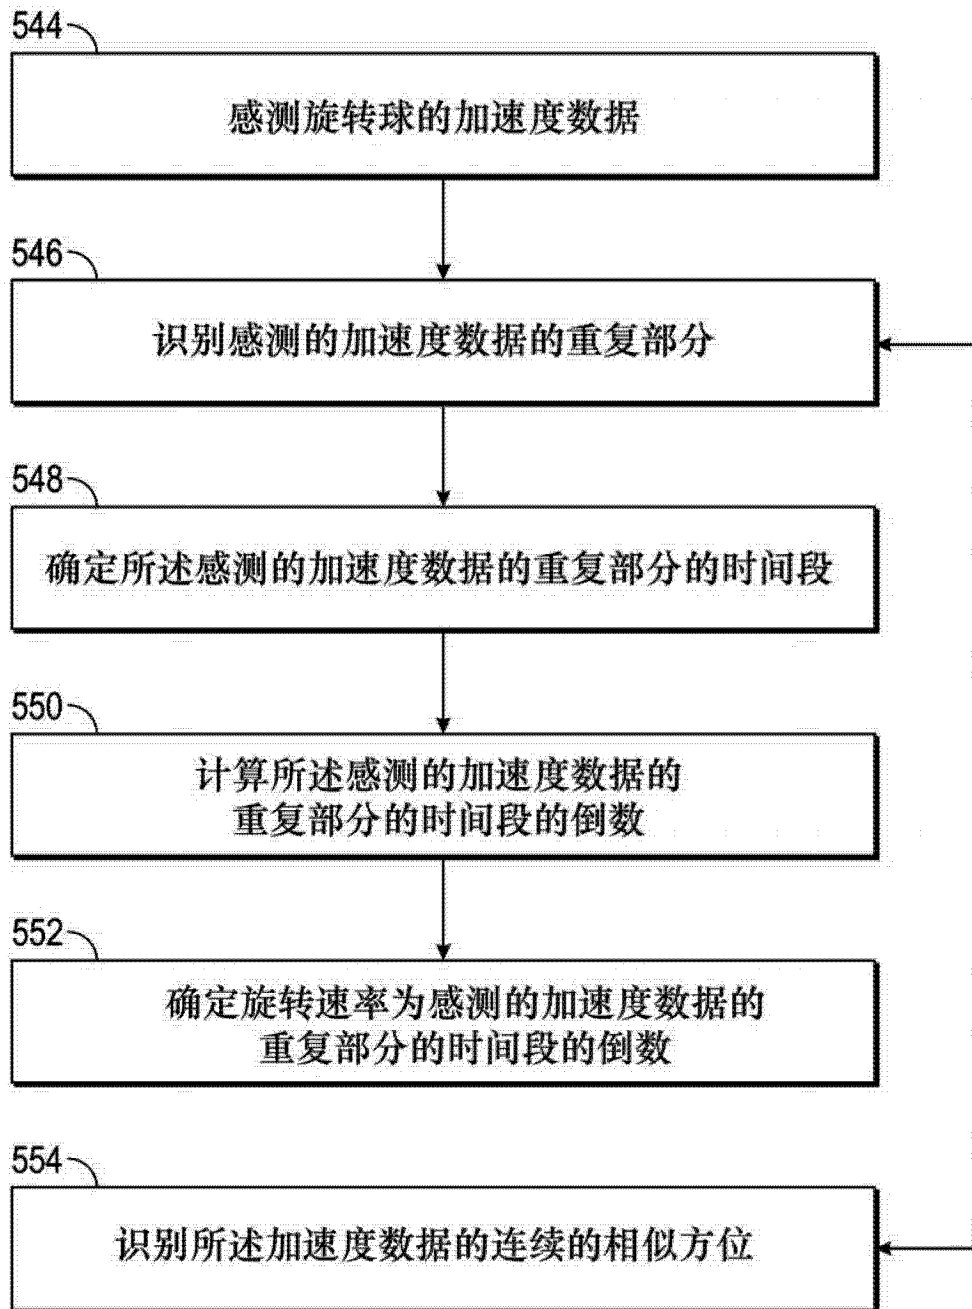 544
感测旋转球的加速度数据
546
识别感测的加速度数据的重复部分
548
确定所述感测的加速度数据的重复部分的时间段
550
计算所述感测的加速度数据的
重复部分的时间段的倒数
552
确定旋转速率为感测的加速度数据的
重复部分的时间段的倒数
554
识别所述加速度数据的连续的相似方位